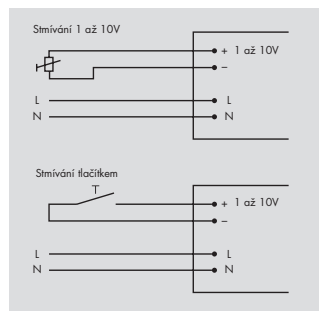 Stmívání 1 až 10V
+ 1 až 10V
–
L L
N N
Stmívání tlačítkem
+ 1 až 10V
–
L L
N N